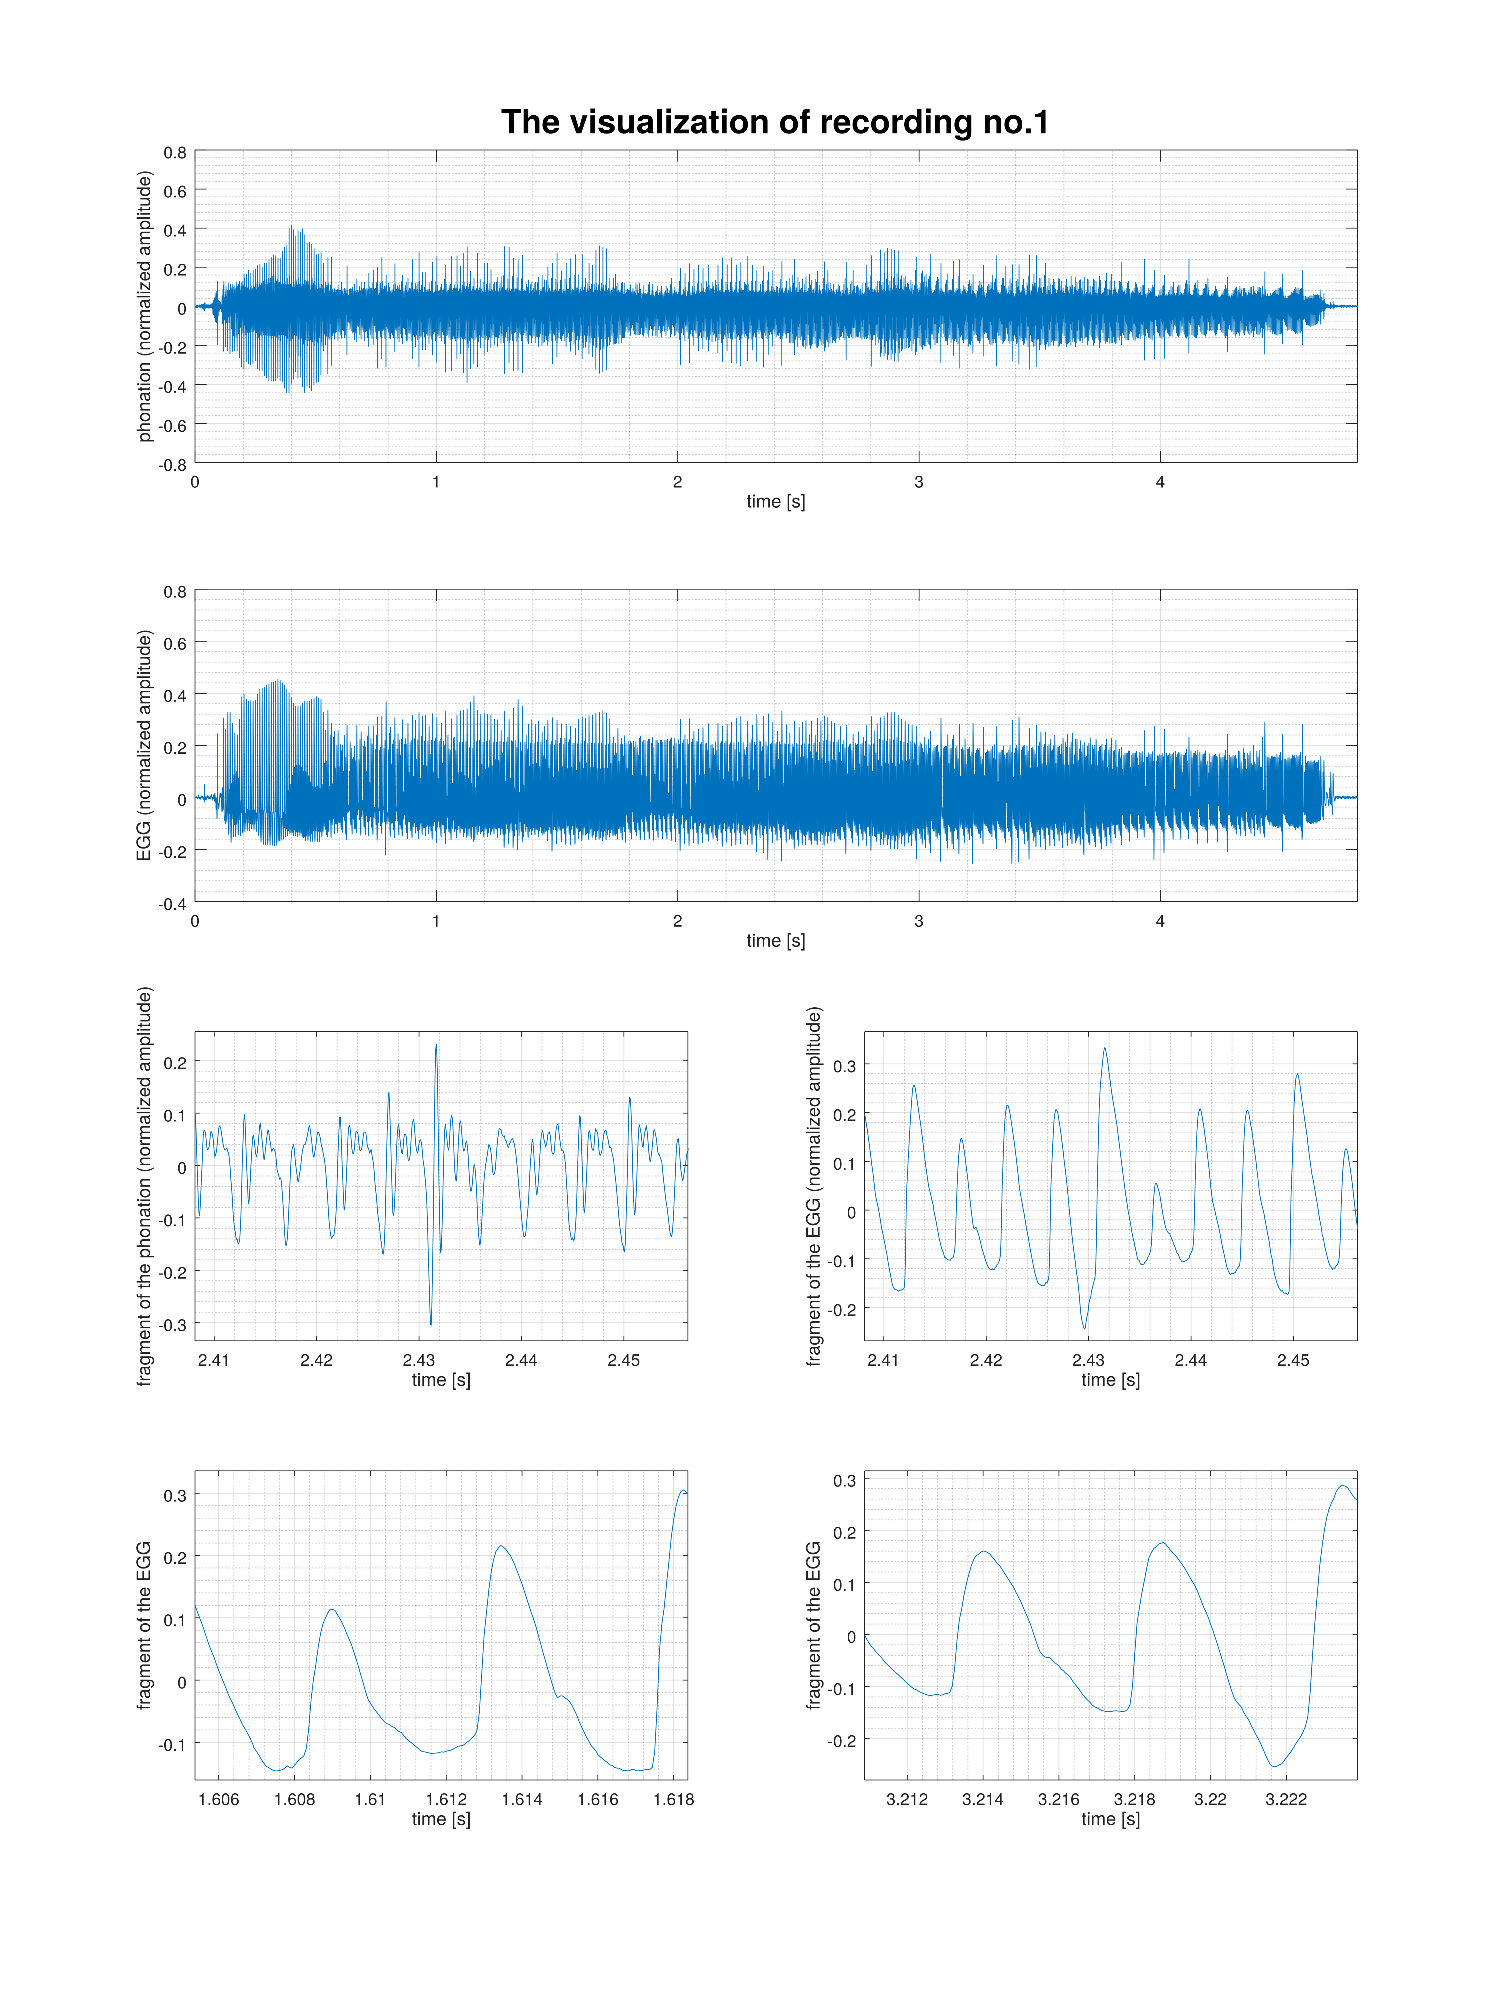 The visualization of recording no.1
phonation (normalized amplitude)
0.8
0.6
0.4
0.2
0
-0.2
-0.4
-0.6
-0.8
0 1 2 3 4
time [s]
EGG (normalized amplitude)
0.8
0.6
0.4
0.2
0
-0.2
-0.4
0 1 2 3 4
time [s]
fragment of the phonation (normalized amplitude)
0.2
0.1
0
-0.1
-0.2
-0.3
2.41 2.42 2.43 2.44 2.45
time [s]
fragment of the EGG (normalized amplitude)
0.3
0.2
0.1
0
-0.1
-0.2
2.41 2.42 2.43 2.44 2.45
time [s]
fragment of the EGG
0.3
0.2
0.1
0
-0.1
1.606 1.608 1.61 1.612 1.614 1.616 1.618
time [s]
fragment of the EGG
0.3
0.2
0.1
0
-0.1
-0.2
3.212 3.214 3.216 3.218 3.22 3.222
time [s]